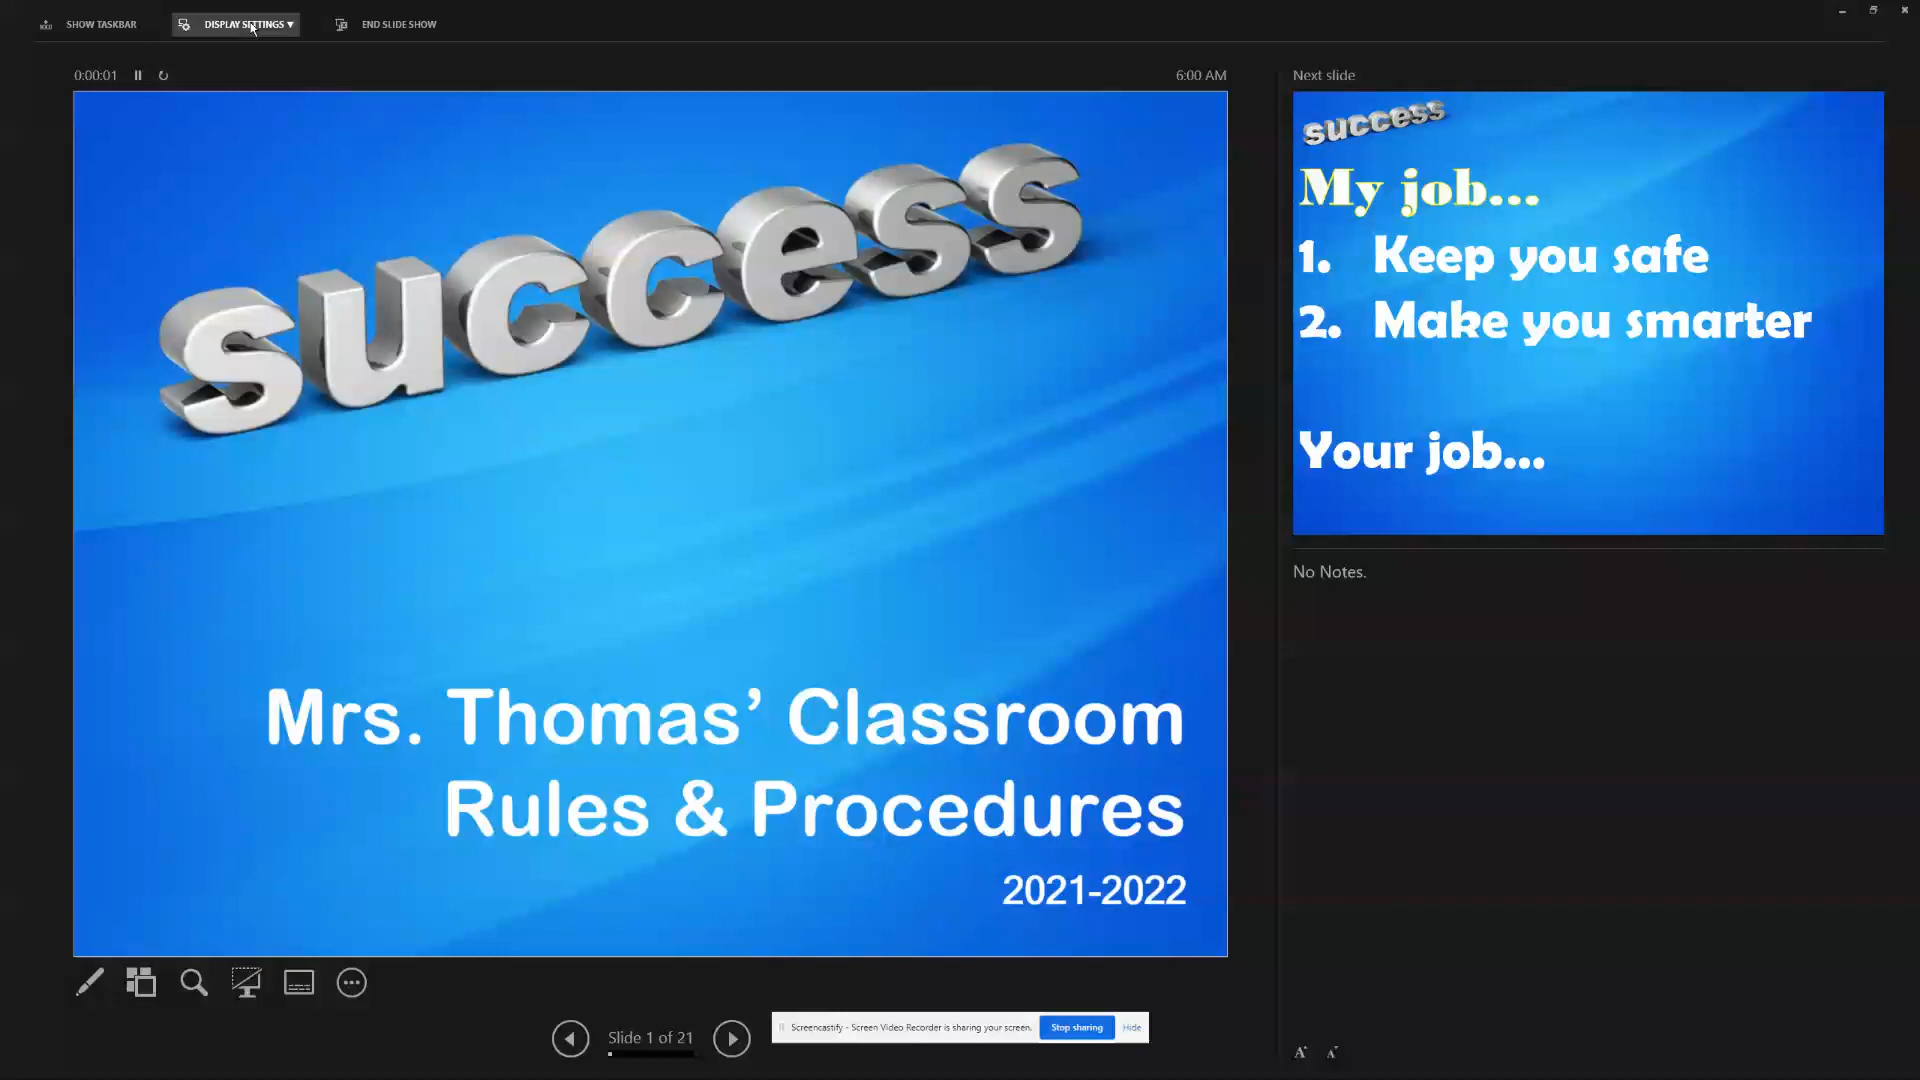 SHOW TASKBAR
DISPLAY SETTINGS ▾
END SLIDE SHOW
0:00:01
6:00 AM
success
Mrs. Thomas’ Classroom
Rules & Procedures
2021-2022
Next slide
success
My job...
1. Keep you safe
2. Make you smarter
Your job...
No Notes.
Slide 1 of 21
Screencastify - Screen Video Recorder is sharing your screen.
Stop sharing
Hide
A A